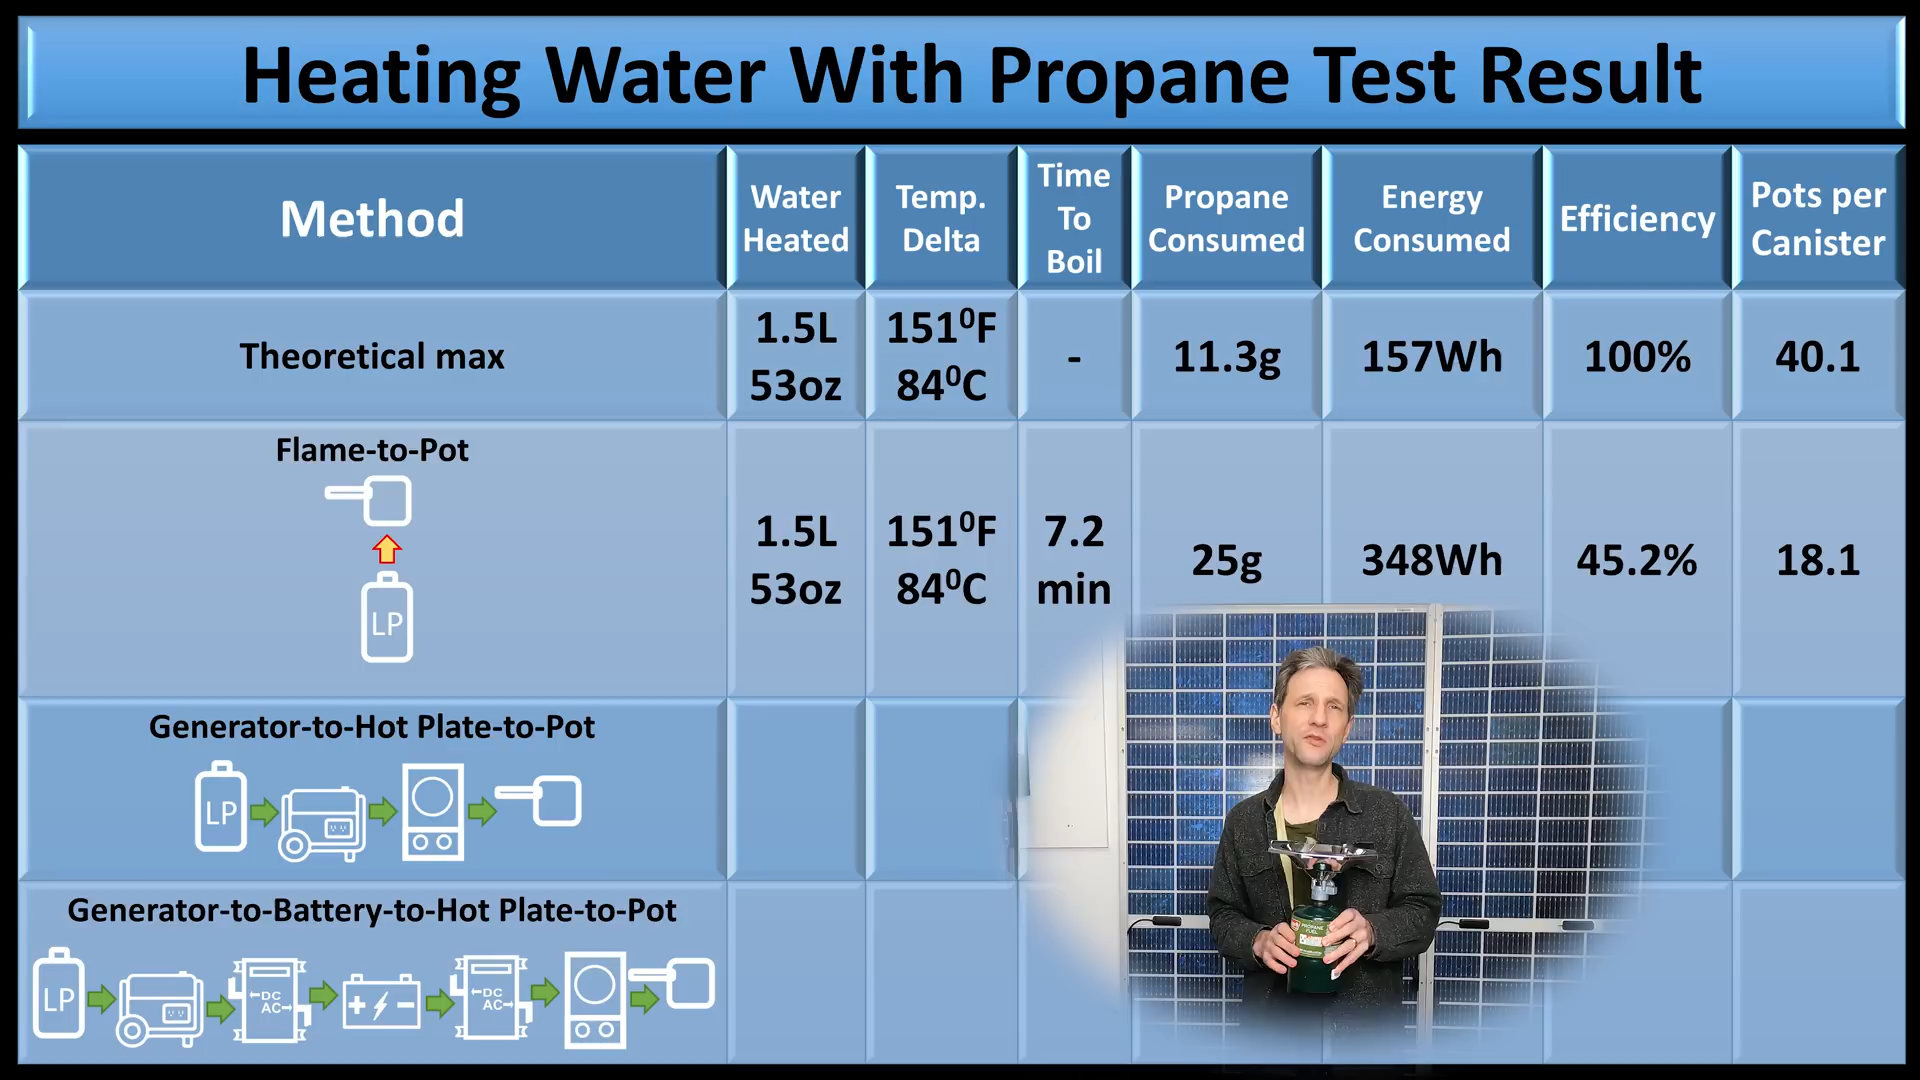 Heating Water With Propane Test Result
Method
Water
Heated
Temp.
Delta
Time
To
Boil
Propane
Consumed
Energy
Consumed
Efficiency
Pots per
Canister
Theoretical max
1.5L
53oz
151⁰F
84⁰C
-
11.3g
157Wh
100%
40.1
Flame-to-Pot
LP
1.5L
53oz
151⁰F
84⁰C
7.2
min
25g
348Wh
45.2%
18.1
Generator-to-Hot Plate-to-Pot
LP
Generator-to-Battery-to-Hot Plate-to-Pot
LP
DC
AC
+ -
DC
AC
PROPANE
FUEL